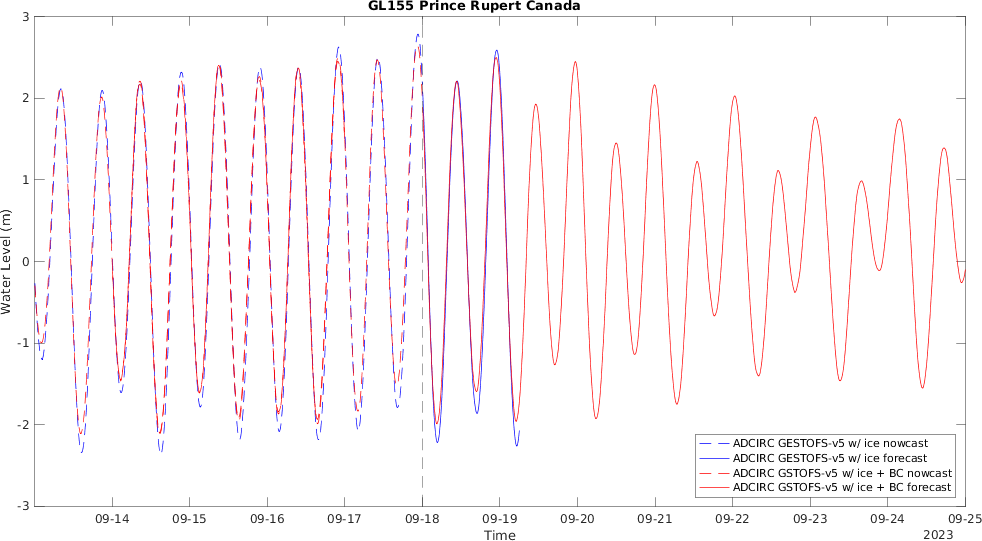 GL155 Prince Rupert Canada
3
2
1
0
-1
-2
-3
Water Level (m)
ADCIRC GESTOFS-v5 w/ ice nowcast
ADCIRC GESTOFS-v5 w/ ice forecast
ADCIRC GSTOFS-v5 w/ ice + BC nowcast
ADCIRC GSTOFS-v5 w/ ice + BC forecast
09-14 09-15 09-16 09-17 09-18 09-19 09-20 09-21 09-22 09-23 09-24 09-25
Time
2023